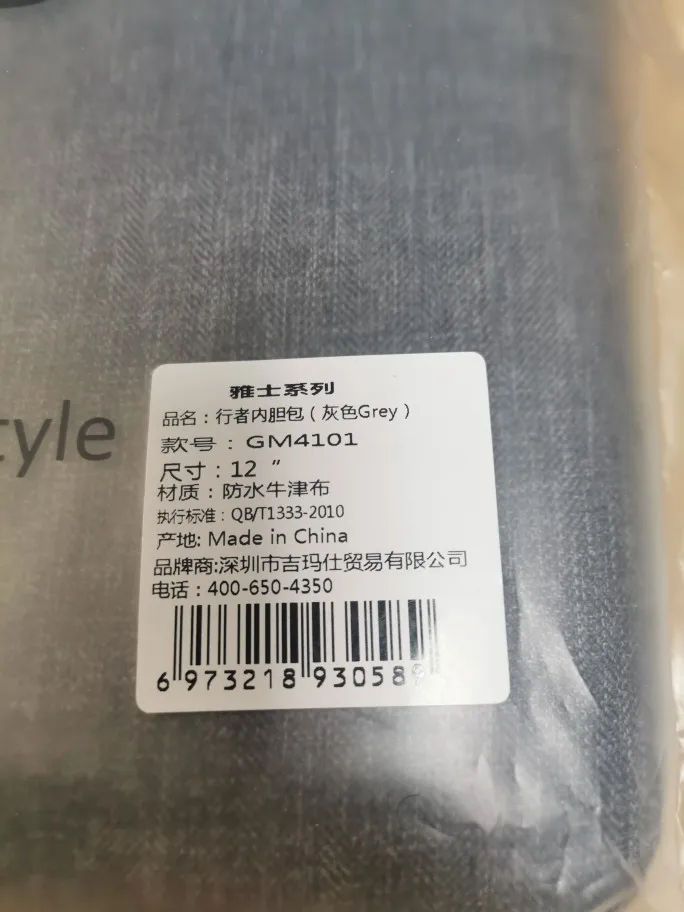 tyle
雅士系列
品名：行者内胆包（灰色Grey）
款号：GM4101
尺寸：12 "
材质：防水牛津布
执行标准：QB/T1333-2010
产地: Made in China
品牌商:深圳市吉玛仕贸易有限公司
电话：400-650-4350
6 973218 93058